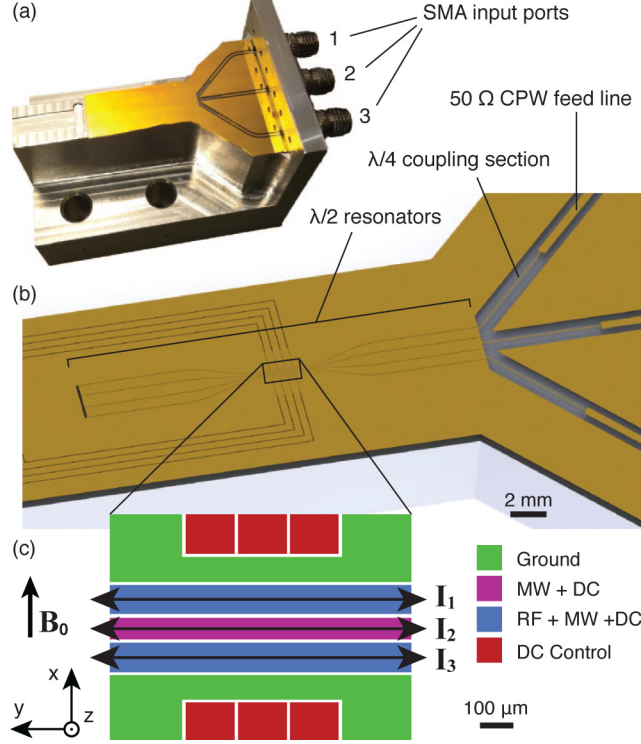 (a)
SMA input ports
1
2
3
50 Ω CPW feed line
λ/4 coupling section
λ/2 resonators
(b)
2 mm
(c)
B₀
I₁
I₂
I₃
Ground
MW + DC
RF + MW +DC
DC Control
x
y
z
100 μm